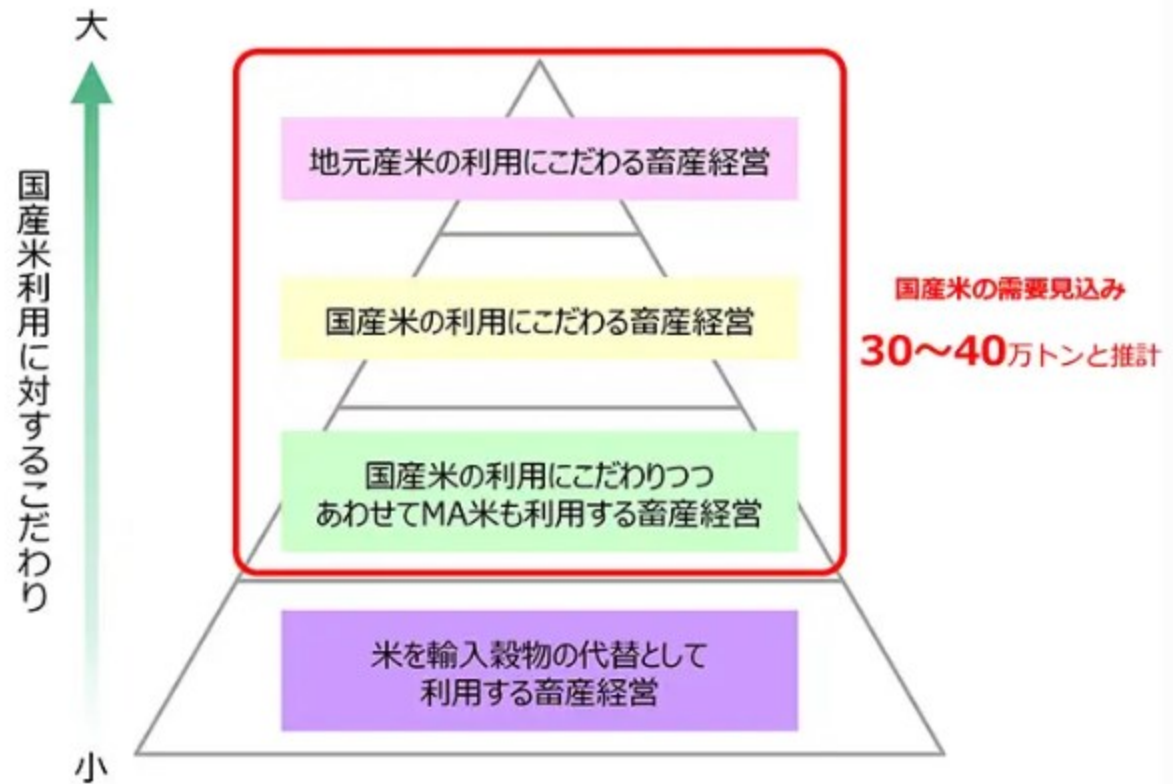 大
国産米利用に対するこだわり
小
地元産米の利用にこだわる畜産経営
国産米の利用にこだわる畜産経営
国産米の利用にこだわりつつ
あわせてMA米も利用する畜産経営
米を輸入穀物の代替として
利用する畜産経営
国産米の需要見込み
30～40万トンと推計